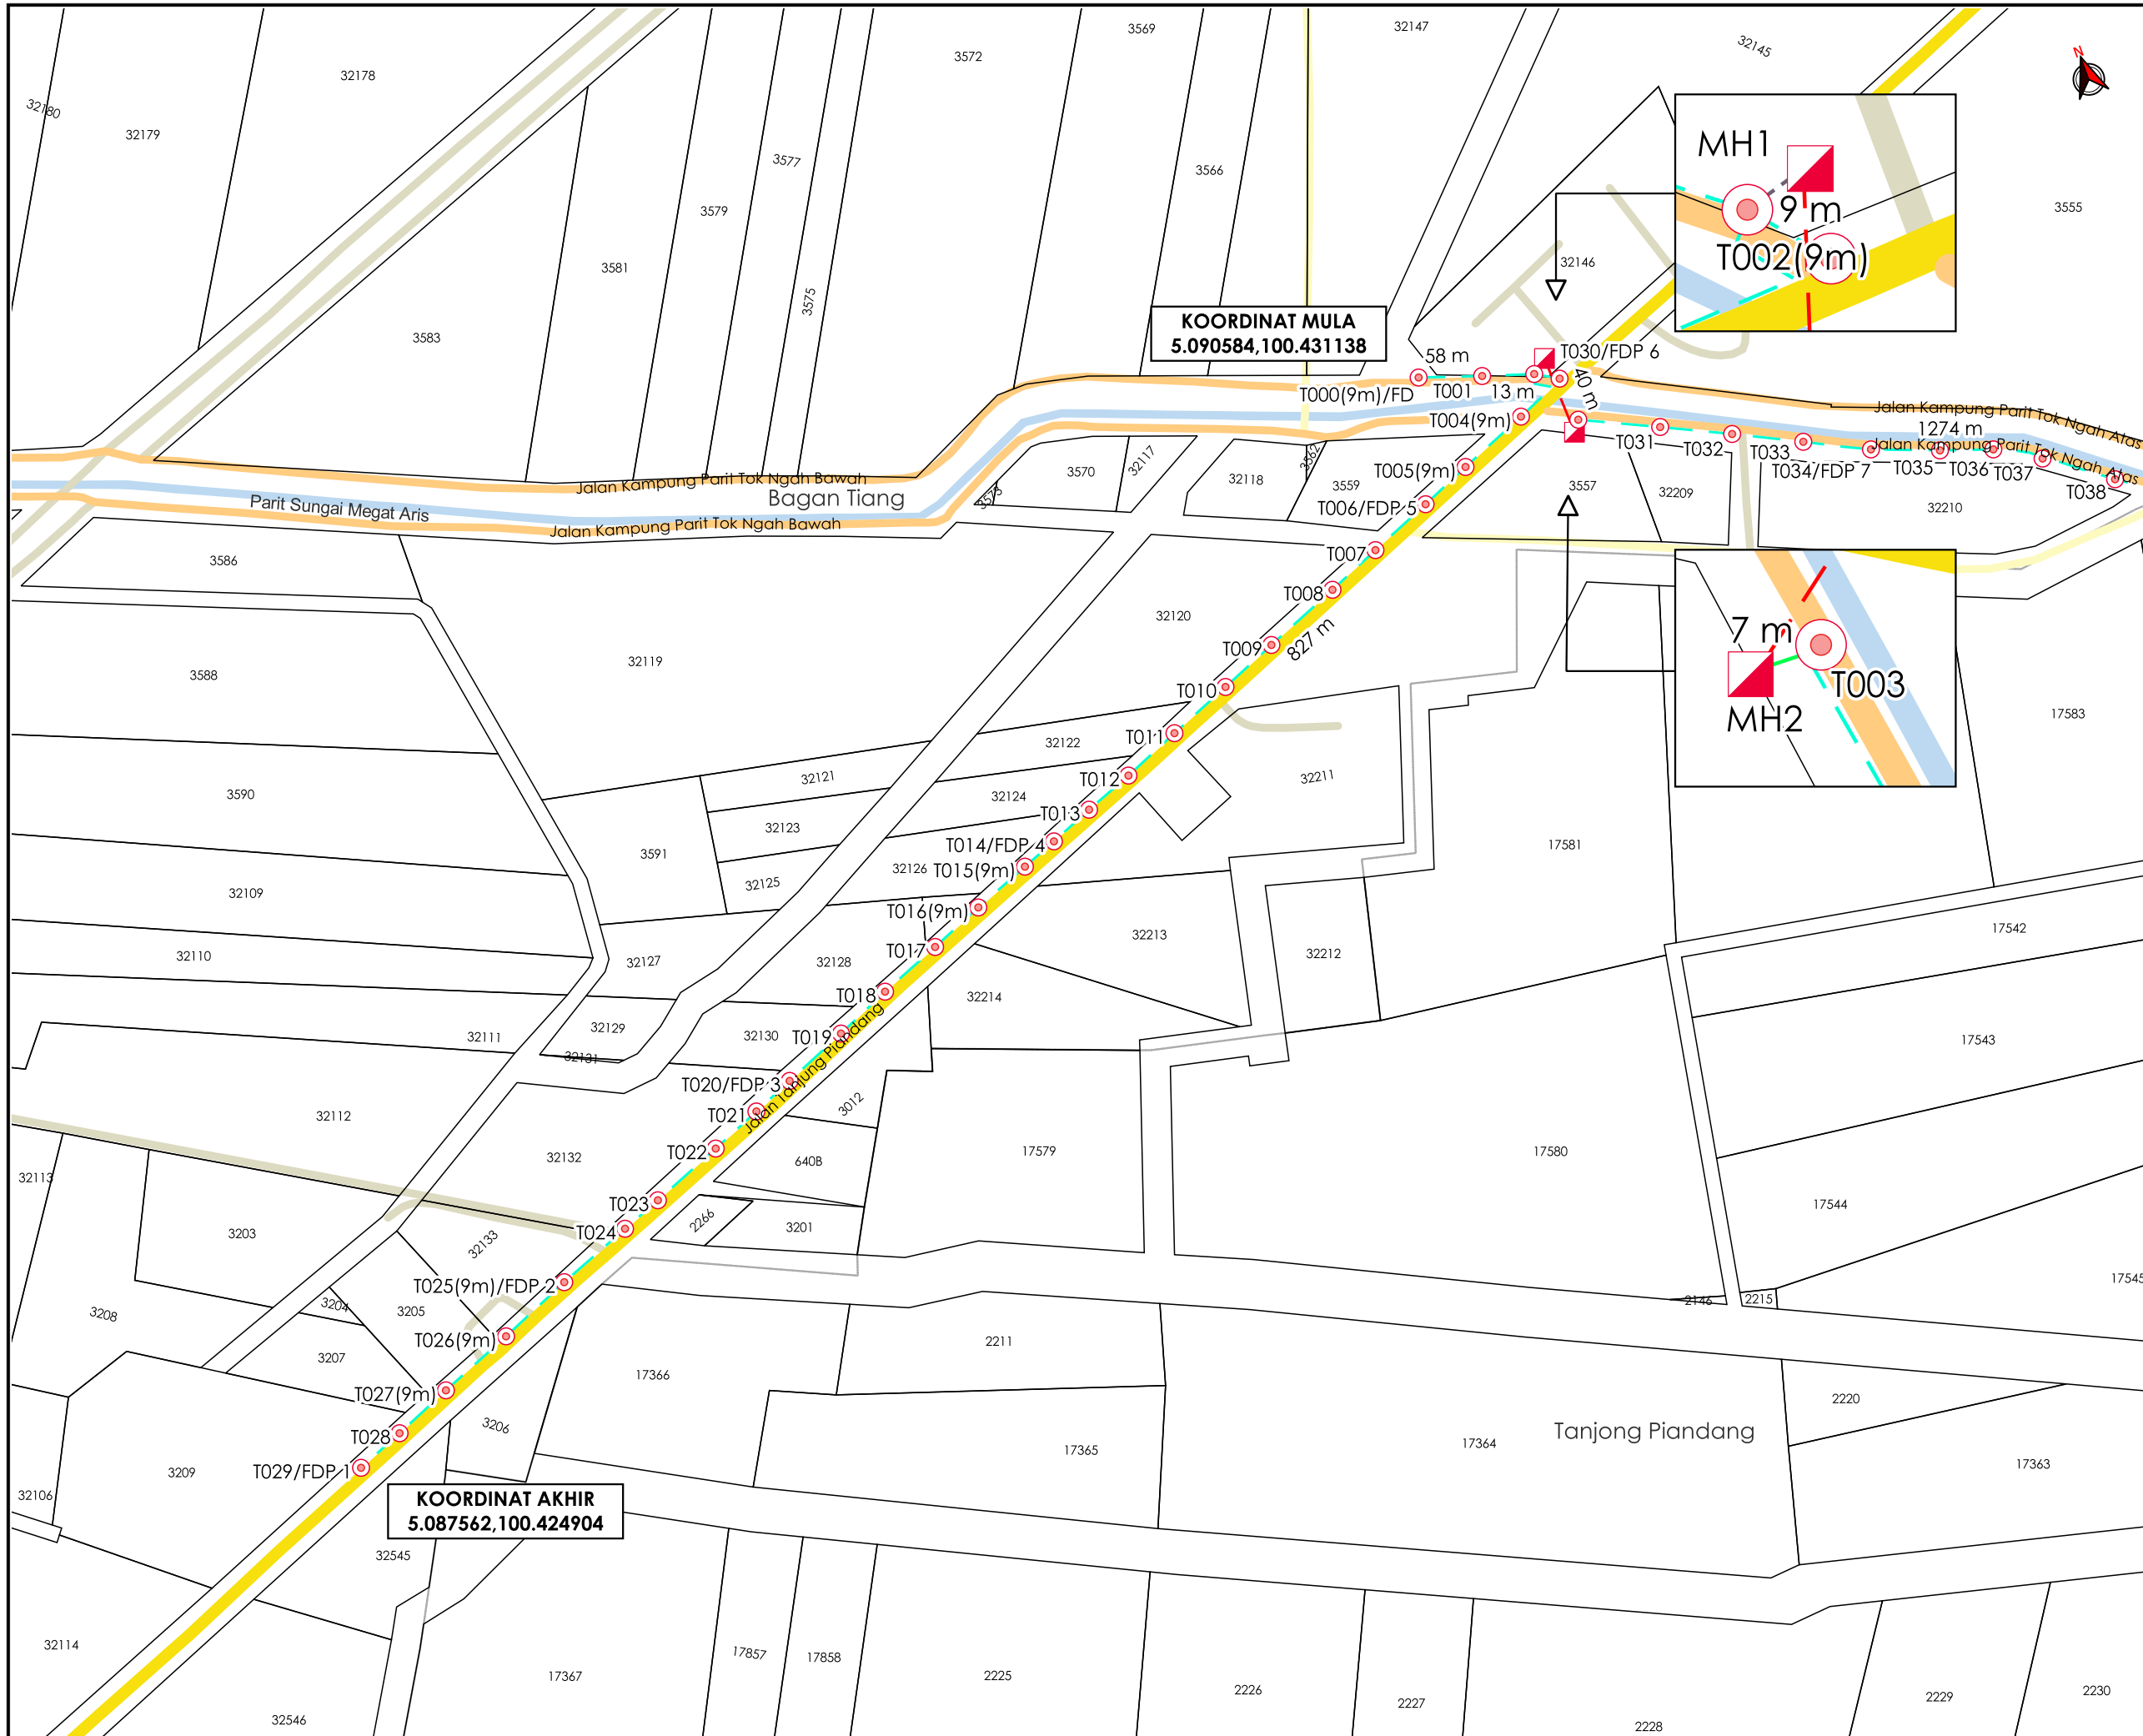 32180
32179
32178
3583
3581
3579
3577
3575
3572
3569
3566
32147
32145
N
3555
32146
MH1
9 m
T002(9m)
KOORDINAT MULA
5.090584,100.431138
58 m
T030/FDP 6
T000(9m)/FD
T001
13 m
40 m
T004(9m)
Jalan Kampung Parit Tok Ngah Atas
1274 m
Jalan Kampung Parit Tok Ngah Atas
T031
T032
T033
T034/FDP 7
T035
T036
T037
T038
T005(9m)
T006/FDP 5
3570
32117
3573
32118
3562
3559
3557
32209
32210
Jalan Kampung Parit Tok Ngah Bawah
Bagan Tiang
Parit Sungai Megat Aris
Jalan Kampung Parit Tok Ngah Bawah
3586
T007
T008
32120
827 m
T009
T010
7 m
T003
MH2
17583
3588
32119
T011
32122
32121
T012
32211
3590
32124
T013
32123
T014/FDP 4
3591
T015(9m)
32126
32125
17581
32109
T016(9m)
32213
17542
32110
T017
32127
32128
32212
T018
32214
32111
32129
32130
T019
Jalan Tanjung Piandang
32131
17543
T020/FDP 3
32112
T021
3012
T022
32132
640B
17579
17580
32113
3203
T023
T024
2266
3201
17544
32133
T025(9m)/FDP 2
17545
3208
3204
3205
2146
2215
T026(9m)
3207
2211
17366
T027(9m)
2220
3206
T028
17365
17364
Tanjong Piandang
T029/FDP 1
3209
17363
32106
KOORDINAT AKHIR
5.087562,100.424904
32545
32114
17367
17857
17858
2225
2226
2227
2228
2229
2230
32546